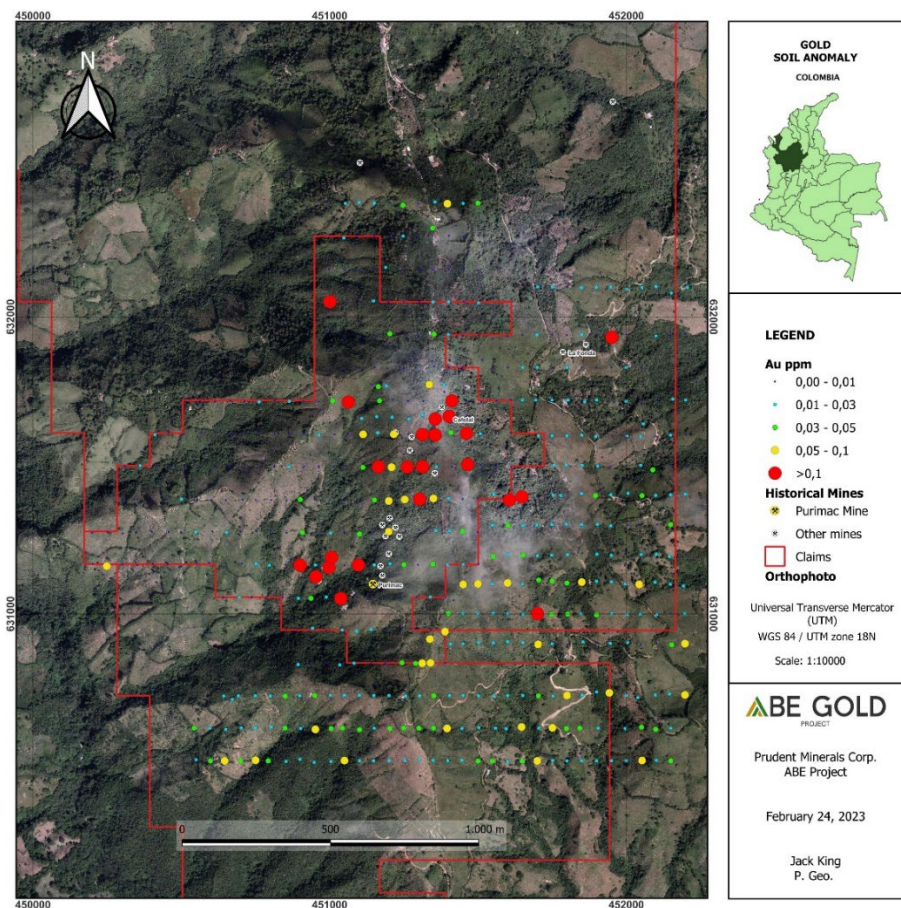 450000
451000
452000
N
632000
632000
La Fonda
Cafetal
631000
631000
Purimac
0
500
1.000 m
450000
451000
452000
GOLD
SOIL ANOMALY
COLOMBIA
LEGEND
Au ppm
0,00 - 0,01
0,01 - 0,03
0,03 - 0,05
0,05 - 0,1
>0,1
Historical Mines
Purimac Mine
Other mines
Claims
Orthophoto
Universal Transverse Mercator
(UTM)
WGS 84 / UTM zone 18N
Scale: 1:10000
ABE GOLD
PROJECT
Prudent Minerals Corp.
ABE Project
February 24, 2023
Jack King
P. Geo.